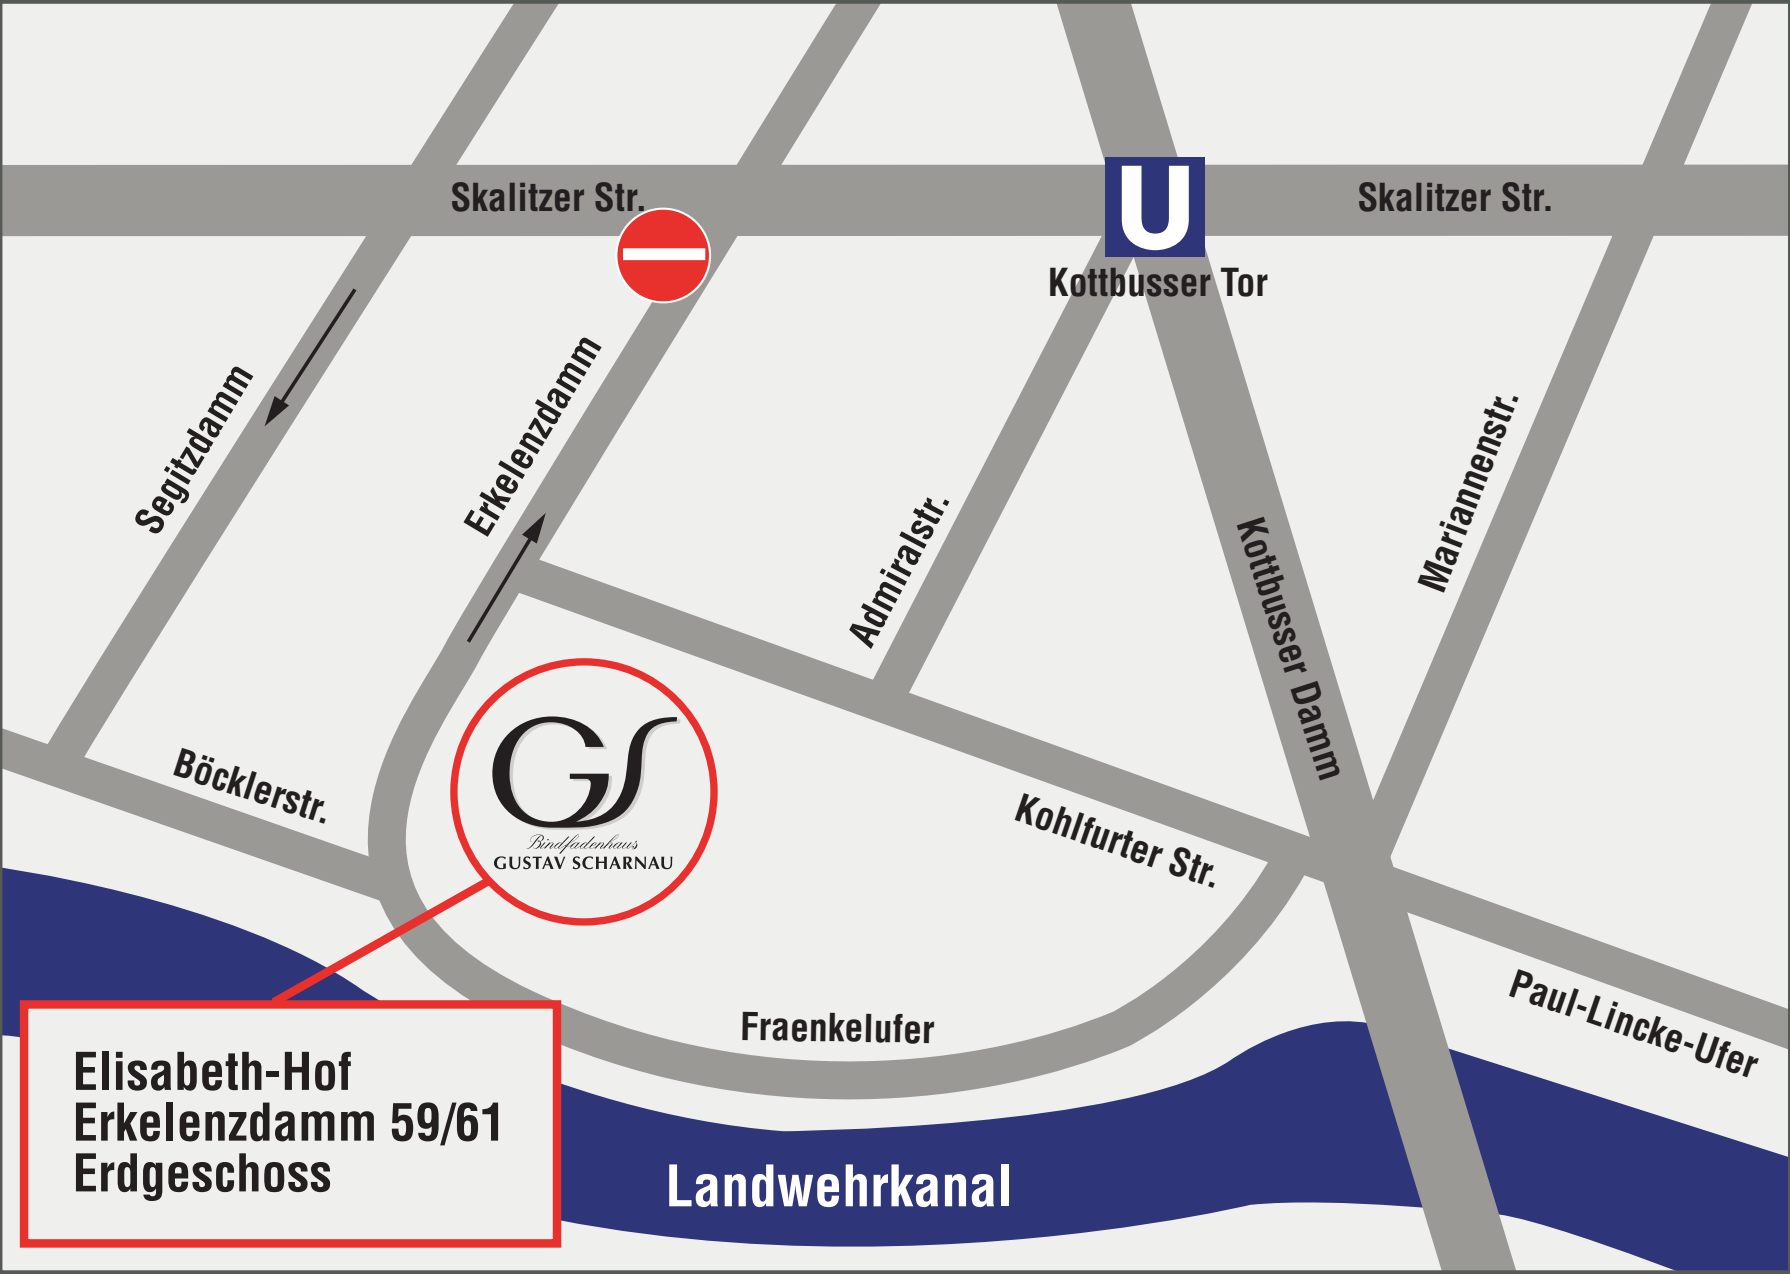 Skalitzer Str.
Skalitzer Str.
U
Kottbusser Tor
Segitzdamm
Erkelenzdamm
Admiralstr.
Kottbusser Damm
Mariannenstr.
Böcklerstr.
GS
Bindfadenhaus
GUSTAV SCHARNAU
Kohlfurter Str.
Paul-Lincke-Ufer
Fraenkelufer
Elisabeth-Hof
Erkelenzdamm 59/61
Erdgeschoss
Landwehrkanal